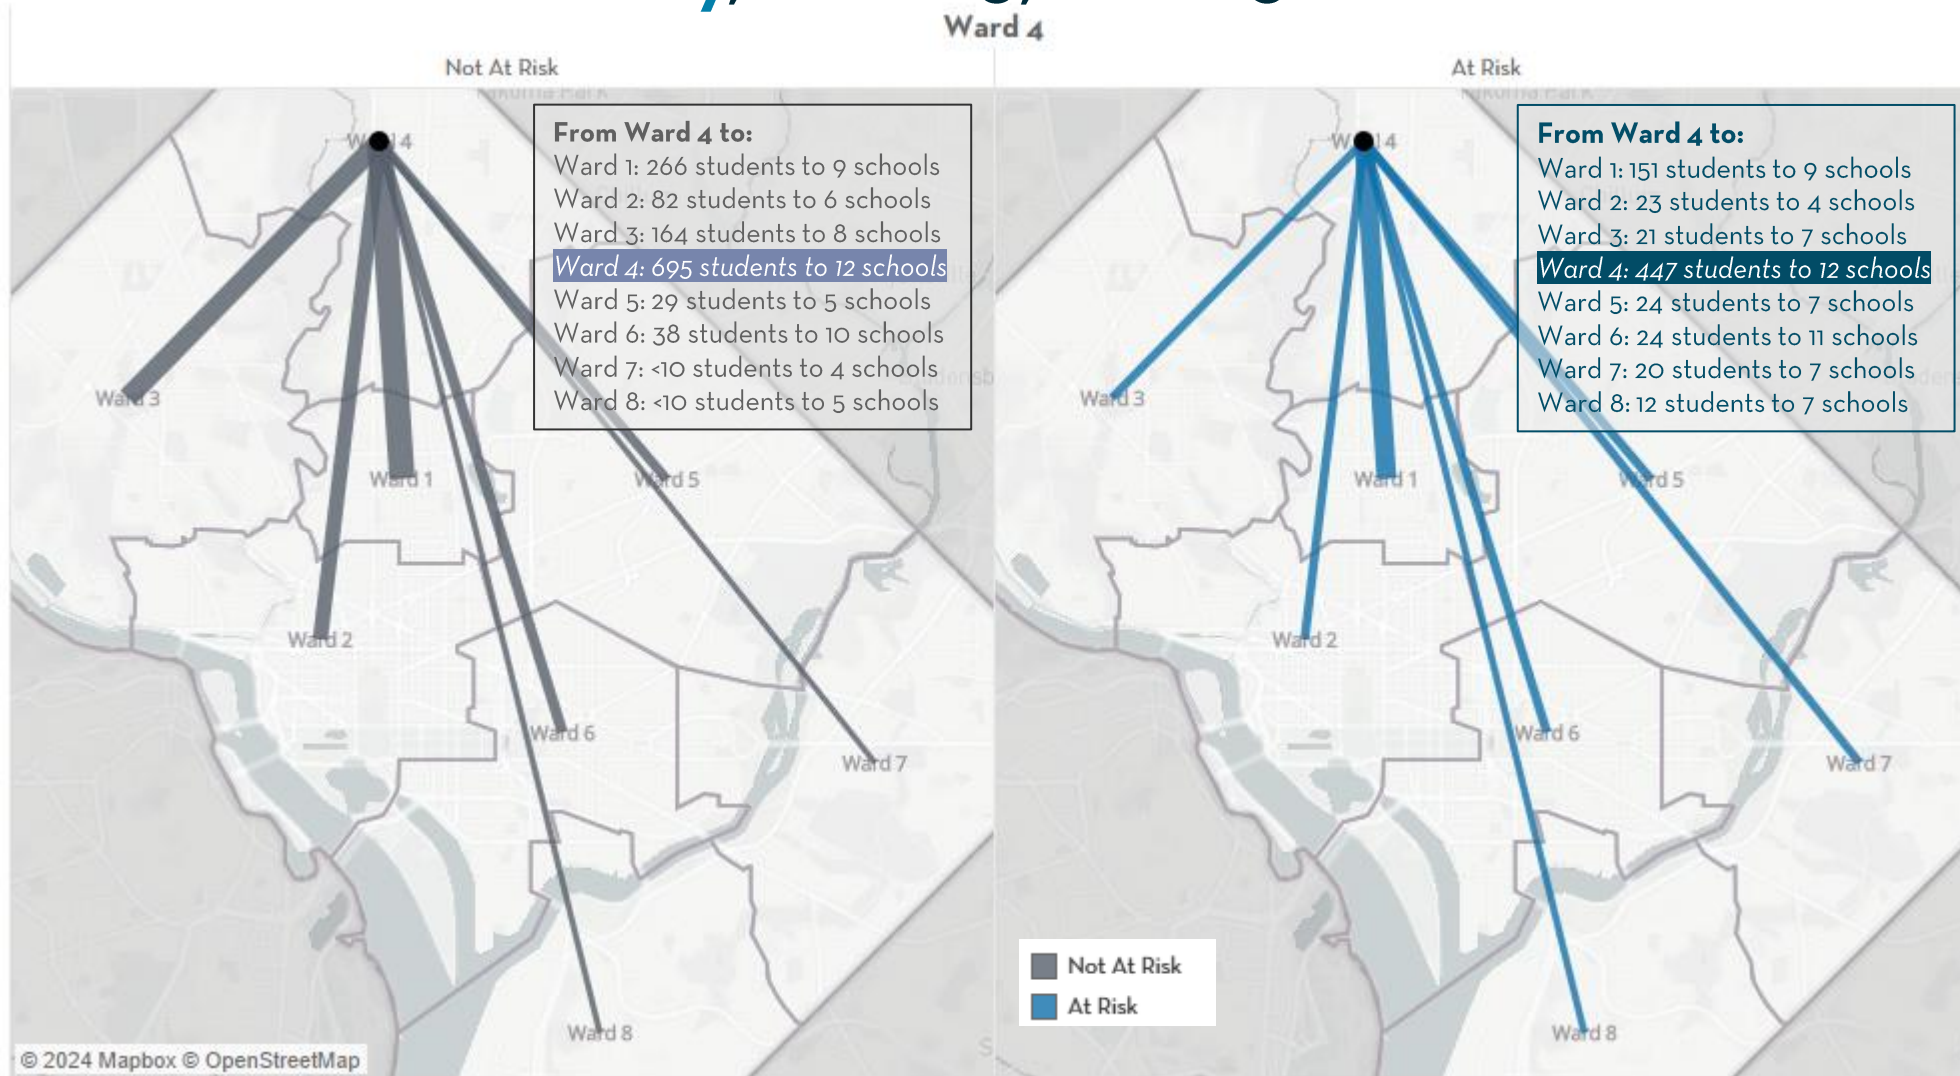 Ward 4
Not At Risk
At Risk
Ward 4
From Ward 4 to:
Ward 1: 266 students to 9 schools
Ward 2: 82 students to 6 schools
Ward 3: 164 students to 8 schools
Ward 4: 695 students to 12 schools
Ward 5: 29 students to 5 schools
Ward 6: 38 students to 10 schools
Ward 7: <10 students to 4 schools
Ward 8: <10 students to 5 schools
Ward 3
Ward 1
Ward 5
Ward 2
Ward 6
Ward 7
Ward 8
© 2024 Mapbox © OpenStreetMap
Takoma Park
Ward 4
From Ward 4 to:
Ward 1: 151 students to 9 schools
Ward 2: 23 students to 4 schools
Ward 3: 21 students to 7 schools
Ward 4: 447 students to 12 schools
Ward 5: 24 students to 7 schools
Ward 6: 24 students to 11 schools
Ward 7: 20 students to 7 schools
Ward 8: 12 students to 7 schools
Ward 3
Ward 1
Ward 5
Ward 2
Ward 6
Ward 7
Ward 8
Not At Risk
At Risk